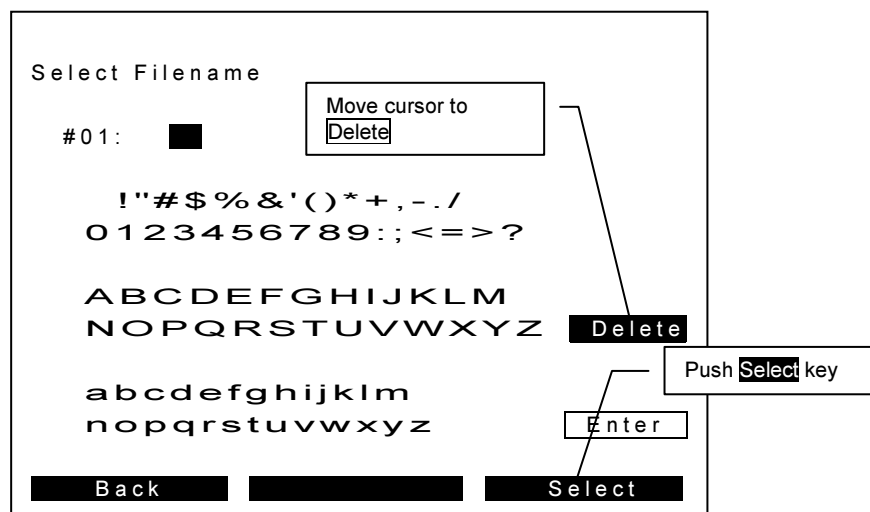 Select Filename
Move cursor to
Delete
#01:
!"#$%&'()*+,-./
0123456789:;<=>?
ABCDEFGHIJKLM
NOPQRSTUVWXYZ
Delete
Push Select key
abcdefghijklm
nopqrstuvwxyz
Enter
Back
Select